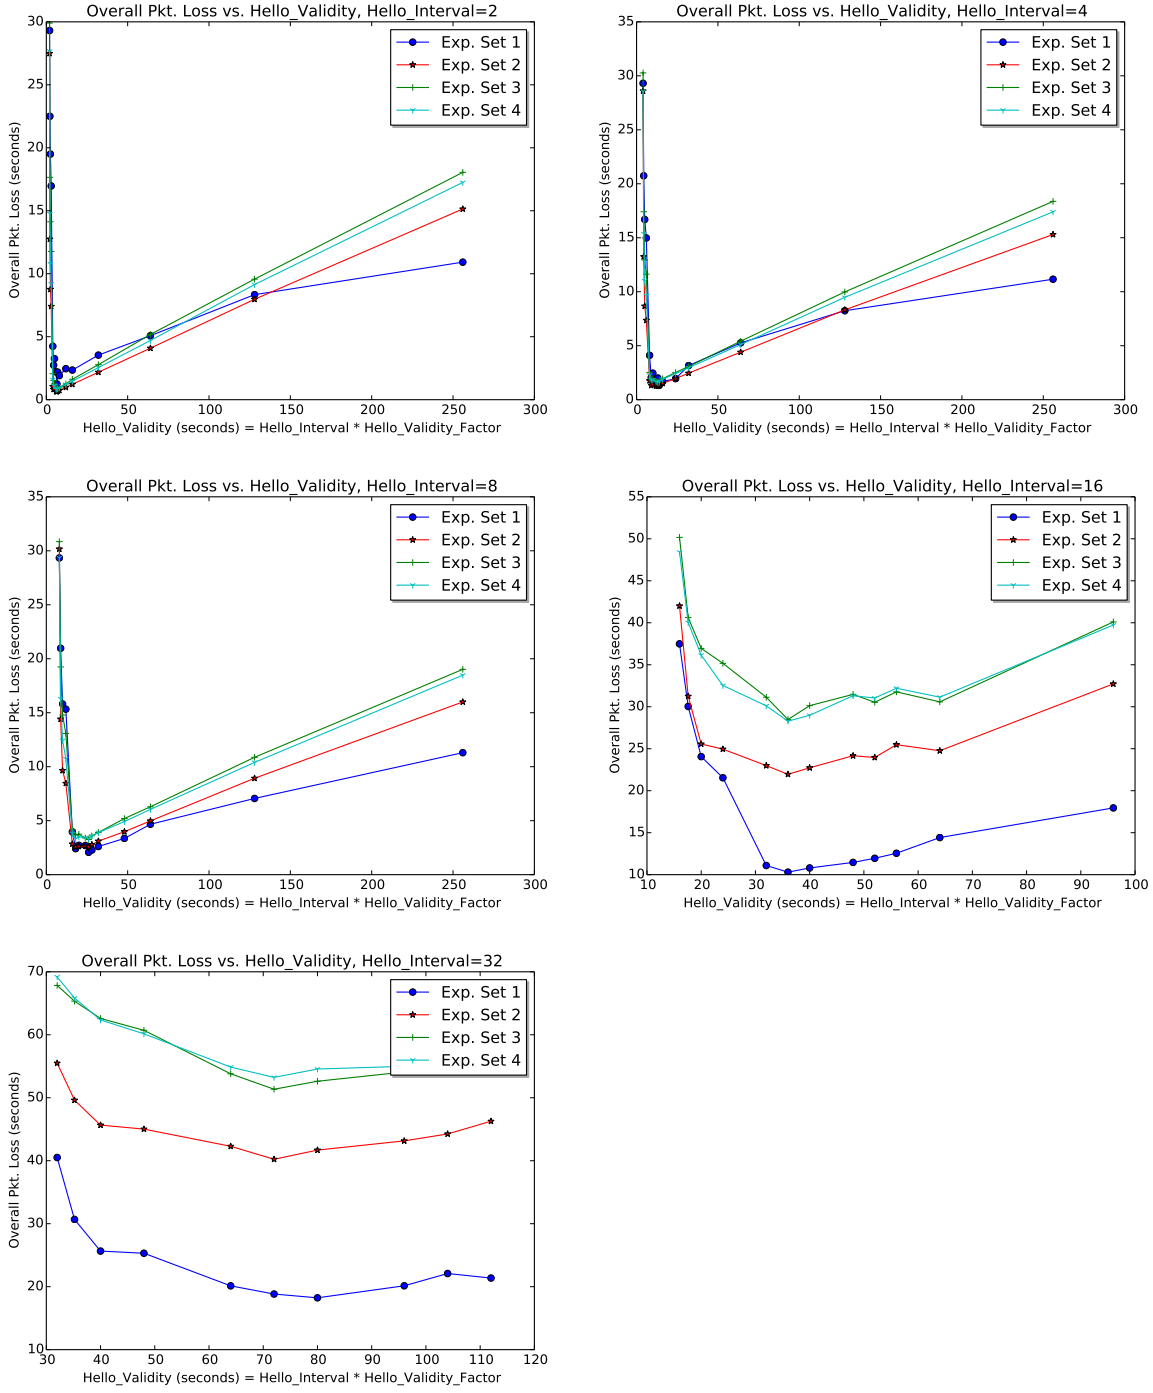 Overall Pkt. Loss vs. Hello_Validity, Hello_Interval=2
30
25
20
15
10
5
0
Overall Pkt. Loss (seconds)
Exp. Set 1
Exp. Set 2
Exp. Set 3
Exp. Set 4
0 50 100 150 200 250 300
Hello_Validity (seconds) = Hello_Interval * Hello_Validity_Factor
Overall Pkt. Loss vs. Hello_Validity, Hello_Interval=4
35
30
25
20
15
10
5
0
Overall Pkt. Loss (seconds)
Exp. Set 1
Exp. Set 2
Exp. Set 3
Exp. Set 4
0 50 100 150 200 250 300
Hello_Validity (seconds) = Hello_Interval * Hello_Validity_Factor
Overall Pkt. Loss vs. Hello_Validity, Hello_Interval=8
35
30
25
20
15
10
5
0
Overall Pkt. Loss (seconds)
Exp. Set 1
Exp. Set 2
Exp. Set 3
Exp. Set 4
0 50 100 150 200 250 300
Hello_Validity (seconds) = Hello_Interval * Hello_Validity_Factor
Overall Pkt. Loss vs. Hello_Validity, Hello_Interval=16
55
50
45
40
35
30
25
20
15
10
Overall Pkt. Loss (seconds)
Exp. Set 1
Exp. Set 2
Exp. Set 3
Exp. Set 4
10 20 30 40 50 60 70 80 90 100
Hello_Validity (seconds) = Hello_Interval * Hello_Validity_Factor
Overall Pkt. Loss vs. Hello_Validity, Hello_Interval=32
70
60
50
40
30
20
10
Overall Pkt. Loss (seconds)
Exp. Set 1
Exp. Set 2
Exp. Set 3
Exp. Set 4
30 40 50 60 70 80 90 100 110 120
Hello_Validity (seconds) = Hello_Interval * Hello_Validity_Factor